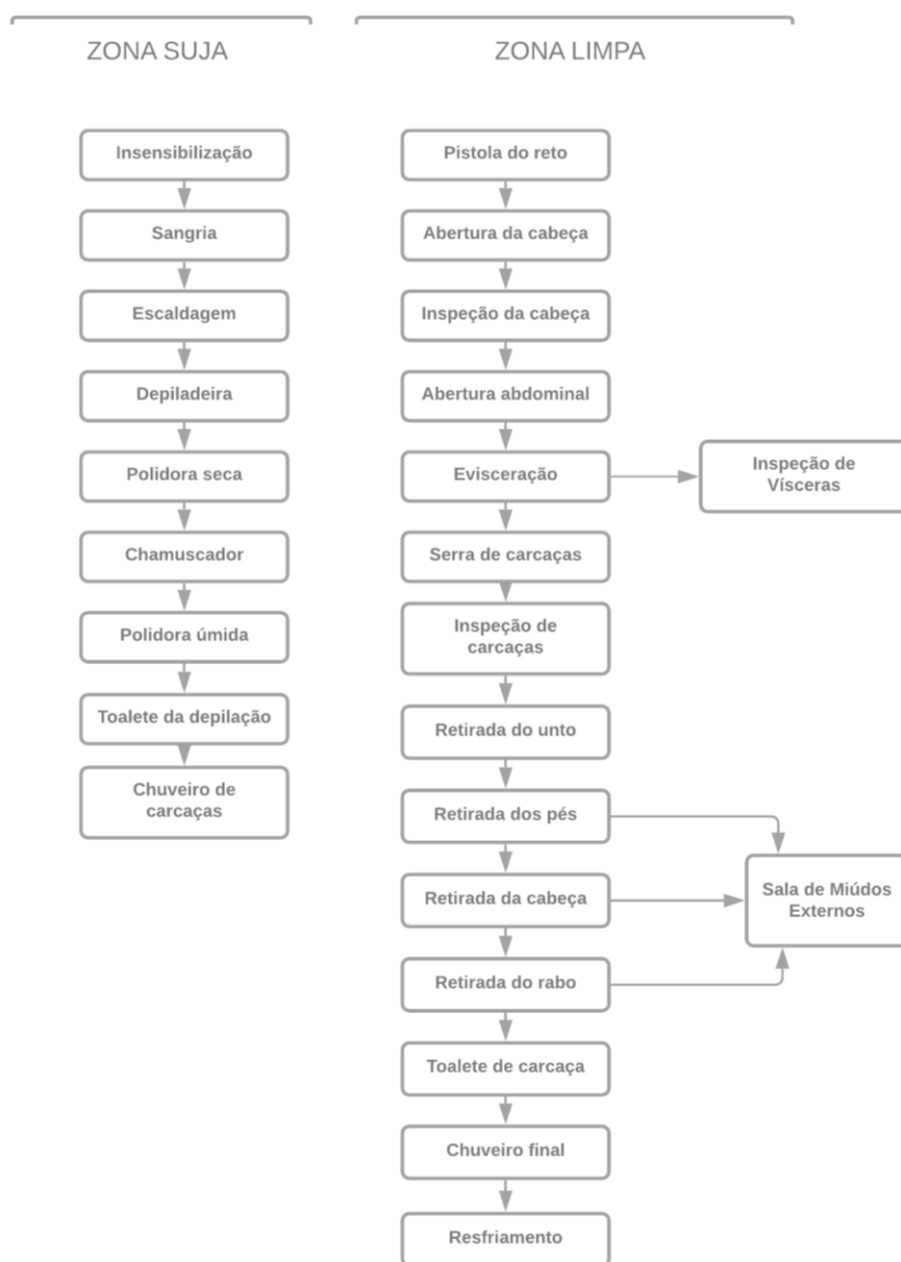 ZONA SUJA
Insensibilização
Sangria
Escaldagem
Depiladeira
Polidora seca
Chamuscador
Polidora úmida
Toalete da depilação
Chuveiro de
carcaças
ZONA LIMPA
Pistola do reto
Abertura da cabeça
Inspeção da cabeça
Abertura abdominal
Evisceração
Inspeção de
Vísceras
Serra de carcaças
Inspeção de
carcaças
Retirada do unto
Retirada dos pés
Retirada da cabeça
Retirada do rabo
Sala de Miúdos
Externos
Toalete de carcaça
Chuveiro final
Resfriamento